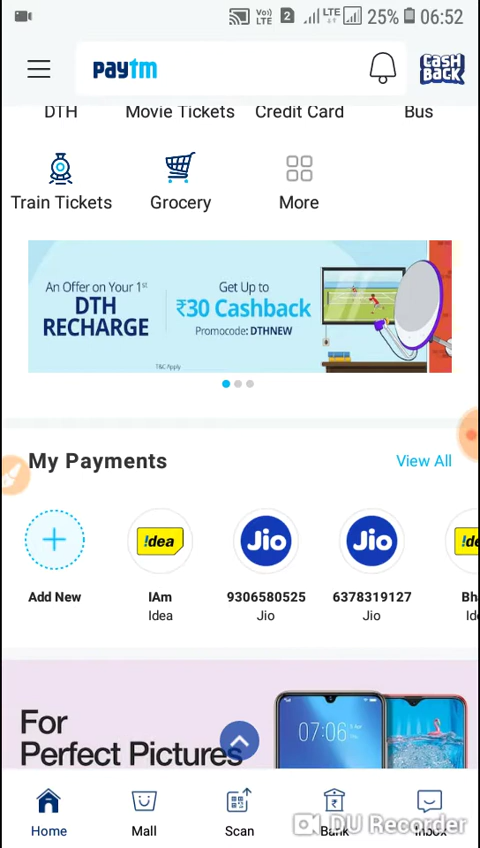 VoLTE 2 LTE 25% 06:52
paytm
CASH
BACK
DTH Movie Tickets Credit Card Bus
Train Tickets Grocery More
An Offer on Your 1st
DTH
RECHARGE
Get Up to
₹30 Cashback
Promocode: DTHNEW
T&C Apply
My Payments View All
!dea Jio Jio !de
Add New IAm 9306580525 6378319127 Bh
Idea Jio Jio Id
For
Perfect Pictures
07:06
Home Mall Scan Bank Inbox
DU Recorder